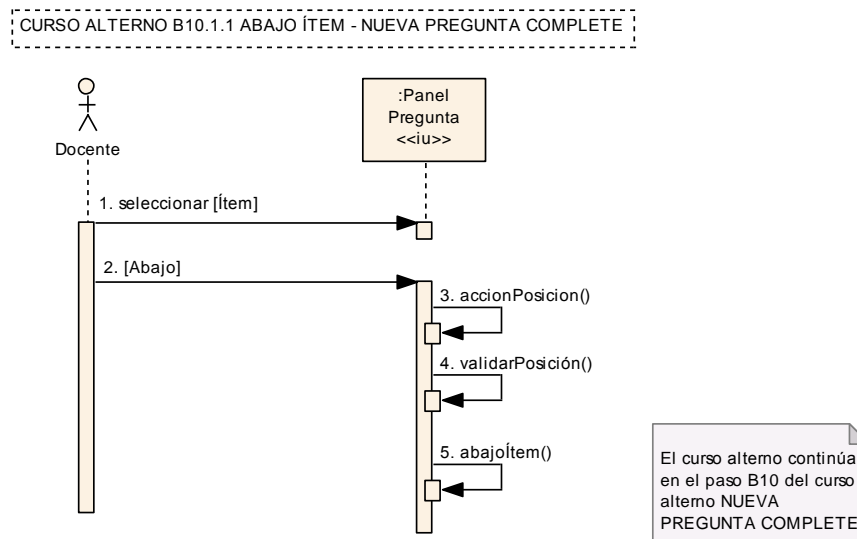 CURSO ALTERNO B10.1.1 ABAJO ÍTEM - NUEVA PREGUNTA COMPLETE
:Panel
Pregunta
<<iu>>
Docente
1. seleccionar [Ítem]
2. [Abajo]
3. accionPosicion()
4. validarPosición()
5. abajoÍtem()
El curso alterno continúa
en el paso B10 del curso
alterno NUEVA
PREGUNTA COMPLETE